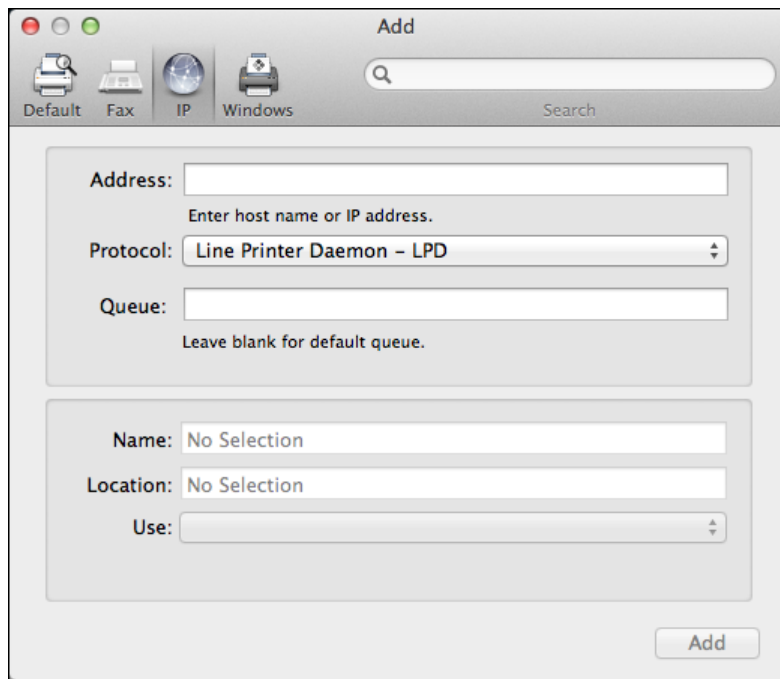 Add
Default Fax IP Windows Search
Address:
Enter host name or IP address.
Protocol: Line Printer Daemon – LPD
Queue:
Leave blank for default queue.
Name: No Selection
Location: No Selection
Use:
Add